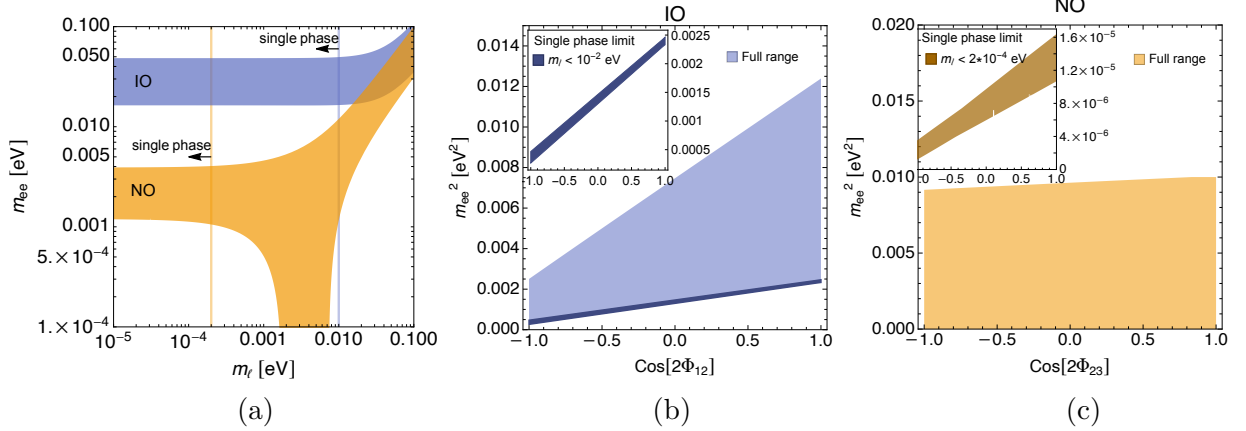 0.100
0.050
0.010
0.005
0.001
5.×10⁻⁴
1.×10⁻⁴
10⁻⁵
10⁻⁴
0.001
0.010
0.100
m_ee [eV]
m_ℓ [eV]
single phase
IO
single phase
NO
(a)
IO
0.014
0.012
0.010
0.008
0.006
0.004
0.002
0.000
−1.0
−0.5
0.0
0.5
1.0
m_ee² [eV²]
Cos[2Φ₁₂]
Single phase limit
m_ℓ < 10⁻² eV
Full range
0.0025
0.002
0.0015
0.001
0.0005
−1.0
−0.5
0.0
0.5
1.0
(b)
NO
0.020
0.015
0.010
0.005
0.000
−1.0
−0.5
0.0
0.5
1.0
m_ee² [eV²]
Cos[2Φ₂₃]
Single phase limit
m_ℓ < 2*10⁻⁴ eV
Full range
1.6×10⁻⁵
1.2×10⁻⁵
8.×10⁻⁶
4.×10⁻⁶
0
−1.0
−0.5
0.0
0.5
1.0
(c)